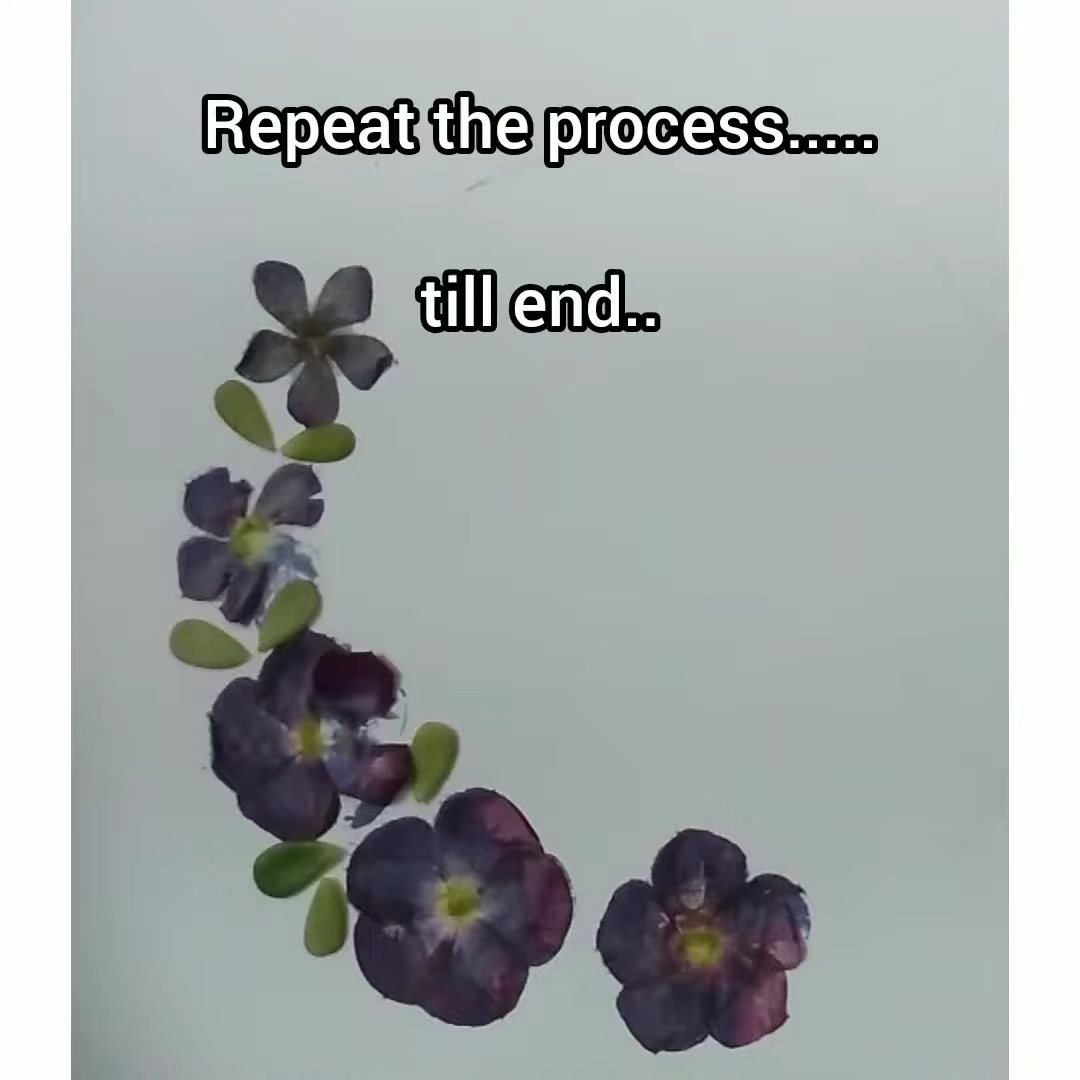 Repeat the process.....
till end..